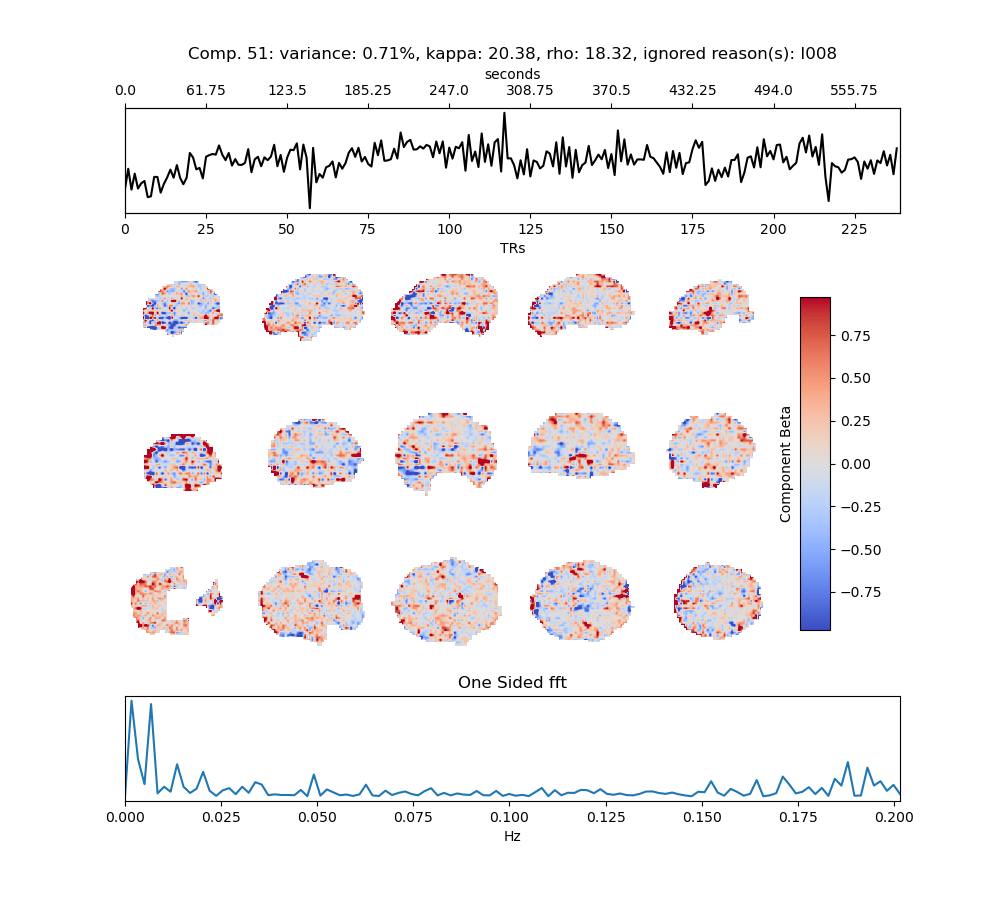 Comp. 51: variance: 0.71%, kappa: 20.38, rho: 18.32, ignored reason(s): I008
seconds
0.0 61.75 123.5 185.25 247.0 308.75 370.5 432.25 494.0 555.75
0 25 50 75 100 125 150 175 200 225
TRs
0.75
0.50
0.25
0.00
−0.25
−0.50
−0.75
Component Beta
One Sided fft
0.000 0.025 0.050 0.075 0.100 0.125 0.150 0.175 0.200
Hz